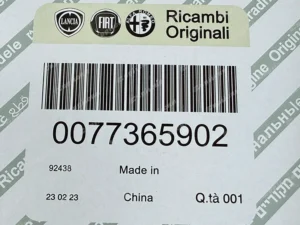 LANCIA FIAT Ricambi
Originali
0077365902
92438 Made in
23 02 23 China Q.tà 001